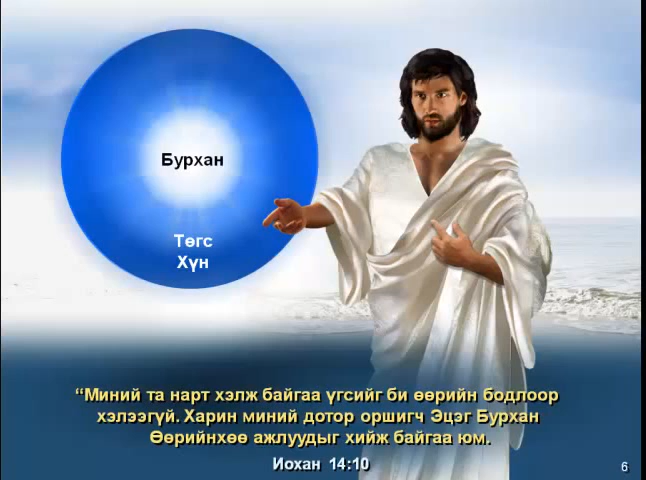 Бурхан
Төгс
Хүн
“Миний та нарт хэлж байгаа үгсийг би өөрийн бодлоор
хэлээгүй. Харин миний дотор оршигч Эцэг Бурхан
Өөрийнхөө ажлуудыг хийж байгаа юм.
Иохан 14:10
6